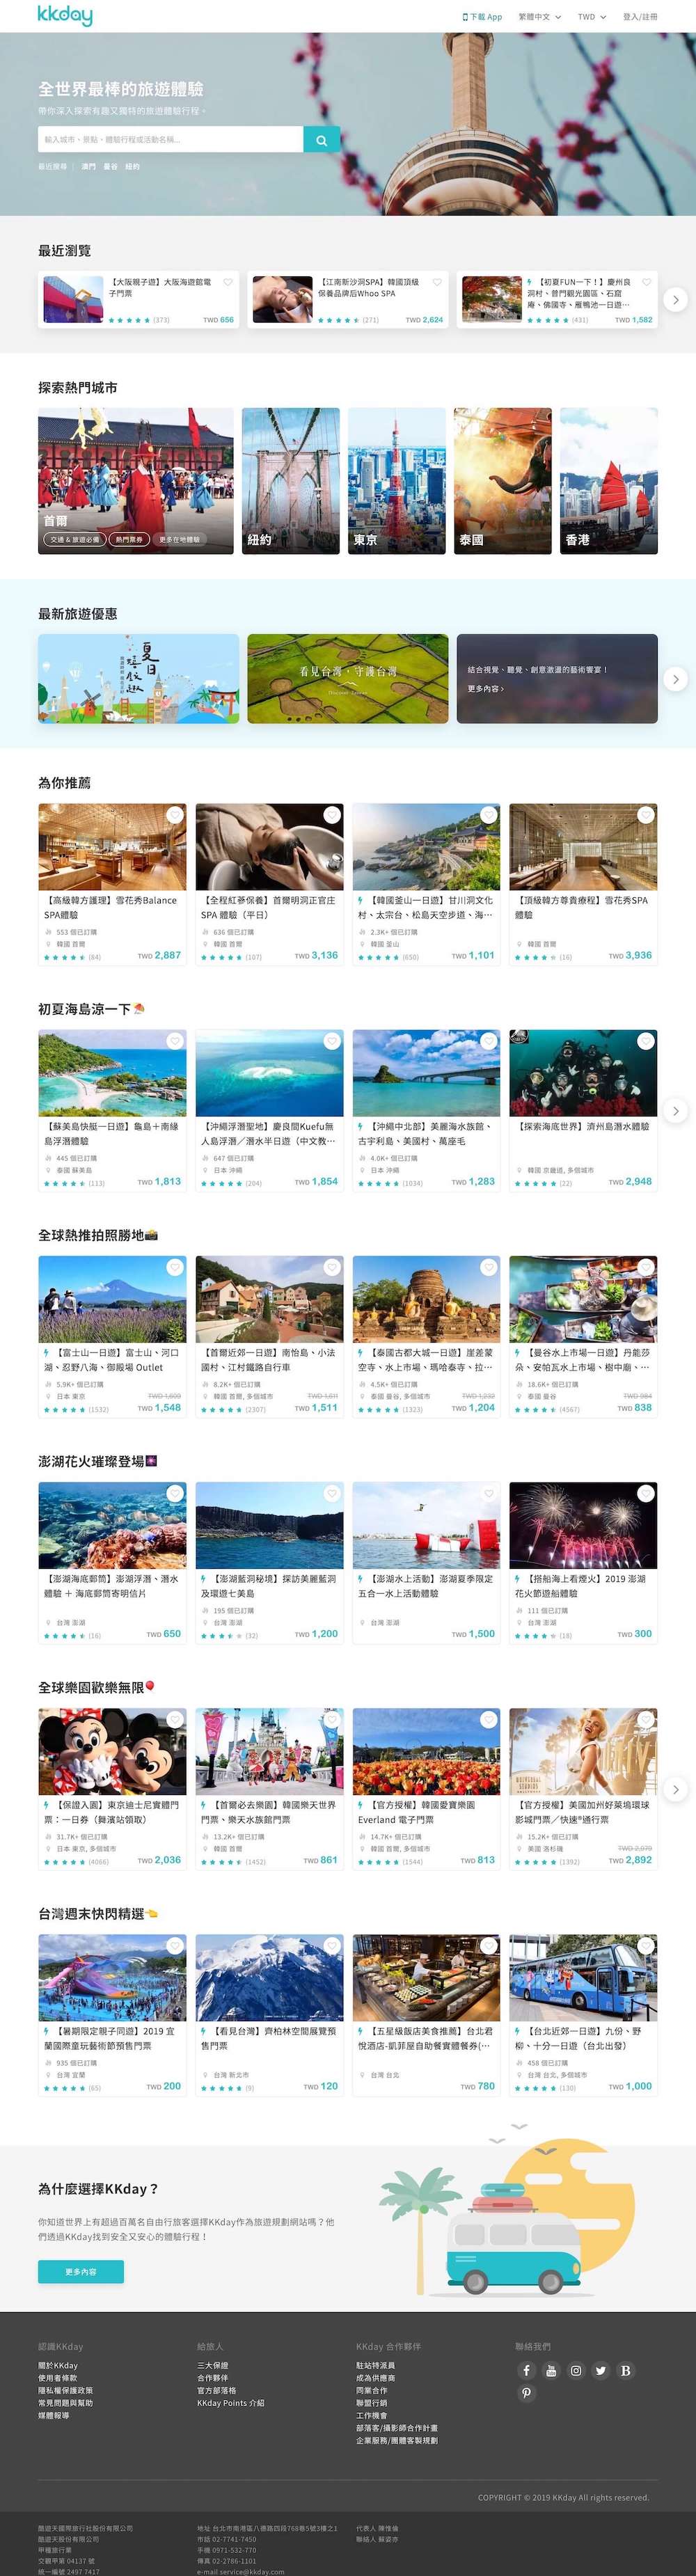 kkday
下載 App
繁體中文
TWD
登入/註冊
全世界最棒的旅遊體驗
帶你深入探索有趣又獨特的旅遊體驗行程。
輸入城市、景點、體驗行程或活動名稱...
最近搜尋 | 澳門 曼谷 紐約
最近瀏覽
【大阪親子遊】大阪海遊館電
子門票
(373)
TWD 656
【江南新沙洞SPA】韓國頂級
保養品牌后Whoo SPA
(271)
TWD 2,624
【初夏FUN一下！】慶州良
洞村、普門觀光園區、石窟
庵、佛國寺、雁鴨池一日遊…
(431)
TWD 1,582
探索熱門城市
首爾
交通 & 旅遊必備
熱門票券
更多在地體驗
紐約
東京
泰國
香港
最新旅遊優惠
夏日
看見台灣，守護台灣
結合視覺、聽覺、創意激盪的藝術饗宴！
更多內容 ›
為你推薦
【高級韓方護理】雪花秀Balance
SPA體驗
553 個已訂購
韓國 首爾
(84)
TWD 2,887
【全程紅蔘保養】首爾明洞正官庄
SPA 體驗（平日）
636 個已訂購
韓國 首爾
(107)
TWD 3,136
【韓國釜山一日遊】甘川洞文化
村、太宗台、松島天空步道、海…
2.3K+ 個已訂購
韓國 釜山
(650)
TWD 1,101
【頂級韓方尊貴療程】雪花秀SPA
體驗
韓國 首爾
(16)
TWD 3,936
初夏海島涼一下
【蘇美島快艇一日遊】龜島＋南緣
島浮潛體驗
445 個已訂購
泰國 蘇美島
(113)
TWD 1,813
【沖繩浮潛聖地】慶良間Kuefu無
人島浮潛／潛水半日遊（中文教…
647 個已訂購
日本 沖繩
(204)
TWD 1,854
【沖繩中北部】美麗海水族館、
古宇利島、美國村、萬座毛
4.0K+ 個已訂購
日本 沖繩
(1034)
TWD 1,283
【探索海底世界】濟州島潛水體驗
韓國 京畿道, 多個城市
(22)
TWD 2,948
全球熱推拍照勝地
【富士山一日遊】富士山、河口
湖、忍野八海、御殿場 Outlet
5.9K+ 個已訂購
日本 東京
TWD 1,600
(1532)
TWD 1,548
【首爾近郊一日遊】南怡島、小法
國村、江村鐵路自行車
8.2K+ 個已訂購
韓國 首爾, 多個城市
(2307)
TWD 1,511
【泰國古都大城一日遊】崖差蒙
空寺、水上市場、瑪哈泰寺、拉…
4.5K+ 個已訂購
泰國 曼谷, 多個城市
(1323)
TWD 1,204
【曼谷水上市場一日遊】丹能莎
朵、安帕瓦水上市場、樹中廟、…
18.6K+ 個已訂購
泰國 曼谷
TWD 984
(4567)
TWD 838
澎湖花火璀璨登場
【澎湖海底郵筒】澎湖浮潛、潛水
體驗 ＋ 海底郵筒寄明信片
台灣 澎湖
(16)
TWD 650
【澎湖藍洞秘境】探訪美麗藍洞
及環遊七美島
195 個已訂購
台灣 澎湖
(32)
TWD 1,200
【澎湖水上活動】澎湖夏季限定
五合一水上活動體驗
台灣 澎湖
TWD 1,500
【搭船海上看煙火】2019 澎湖
花火節遊船體驗
111 個已訂購
台灣 澎湖
(18)
TWD 300
全球樂園歡樂無限
【保證入園】東京迪士尼實體門
票：一日券（舞濱站領取）
31.7K+ 個已訂購
日本 東京, 多個城市
(4066)
TWD 2,036
【首爾必去樂園】韓國樂天世界
門票、樂天水族館門票
13.2K+ 個已訂購
韓國 首爾
(1452)
TWD 861
【官方授權】韓國愛寶樂園
Everland 電子門票
14.7K+ 個已訂購
韓國 首爾, 多個城市
(1544)
TWD 813
【官方授權】美國加州好萊塢環球
影城門票／快速®通行票
15.2K+ 個已訂購
美國 洛杉磯
TWD 2,979
(1392)
TWD 2,892
台灣週末快閃精選
【暑期限定親子同遊】2019 宜
蘭國際童玩藝術節預售門票
935 個已訂購
台灣 宜蘭
(65)
TWD 200
【看見台灣】齊柏林空間展覽預
售門票
台灣 新北市
(9)
TWD 120
【五星級飯店美食推薦】台北君
悅酒店-凱菲屋自助餐實體餐券(…
台灣 台北
TWD 780
【台北近郊一日遊】九份、野
柳、十分一日遊（台北出發）
458 個已訂購
台灣 台北, 多個城市
(130)
TWD 1,000
為什麼選擇KKday？
你知道世界上有超過百萬名自由行旅客選擇KKday作為旅遊規劃網站嗎？他
們透過KKday找到安全又安心的體驗行程！
更多內容
認識KKday
關於KKday
使用者條款
隱私權保護政策
常見問題與幫助
媒體報導
給旅人
三大保證
合作夥伴
官方部落格
KKday Points 介紹
KKday 合作夥伴
駐站特派員
成為供應商
同業合作
聯盟行銷
工作機會
部落客/攝影師合作計畫
企業服務/團體客製規劃
聯絡我們
COPYRIGHT © 2019 KKday All rights reserved.
酷遊天國際旅行社股份有限公司
酷遊天股份有限公司
甲種旅行業
交觀甲第 04137 號
統一編號 2497 7417
地址 台北市南港區八德路四段768巷5號3樓之1
市話 02-7741-7450
手機 0971-532-770
傳真 02-2786-1101
e-mail service@kkday.com
代表人 陳惟倫
聯絡人 蘇姿亦